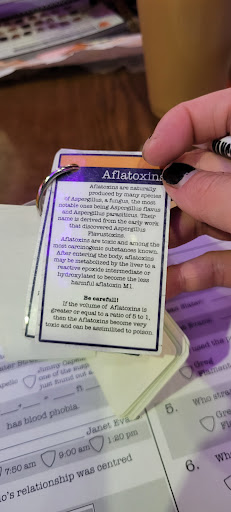 Aflatoxins
Aflatoxins are naturally
produced by many species
of Aspergillus, a fungus, the most
notable ones being Aspergillus flavus
and Aspergillus parasiticus. They
name is derived from the early work
that discovered Aspergillus
Flavustoxins.
Aflatoxins are toxic and among the
most carcinogenic substances known.
After entering the body, aflatoxins
may be metabolized by the liver to a
reactive epoxide intermediate or
hydroxylated to become the less
harmful aflatoxin M1.
Be careful!
If the volume of Aflatoxins is
greater or equal to a ratio of 5 to 1,
then the Aflatoxins become very
toxic and can be assimilated to poison
just found out
has blood phobia.
Janet Eva
7:50 am
9:00 am
1:20 pm
o's relationship was centred
5.
Who
6.
Who